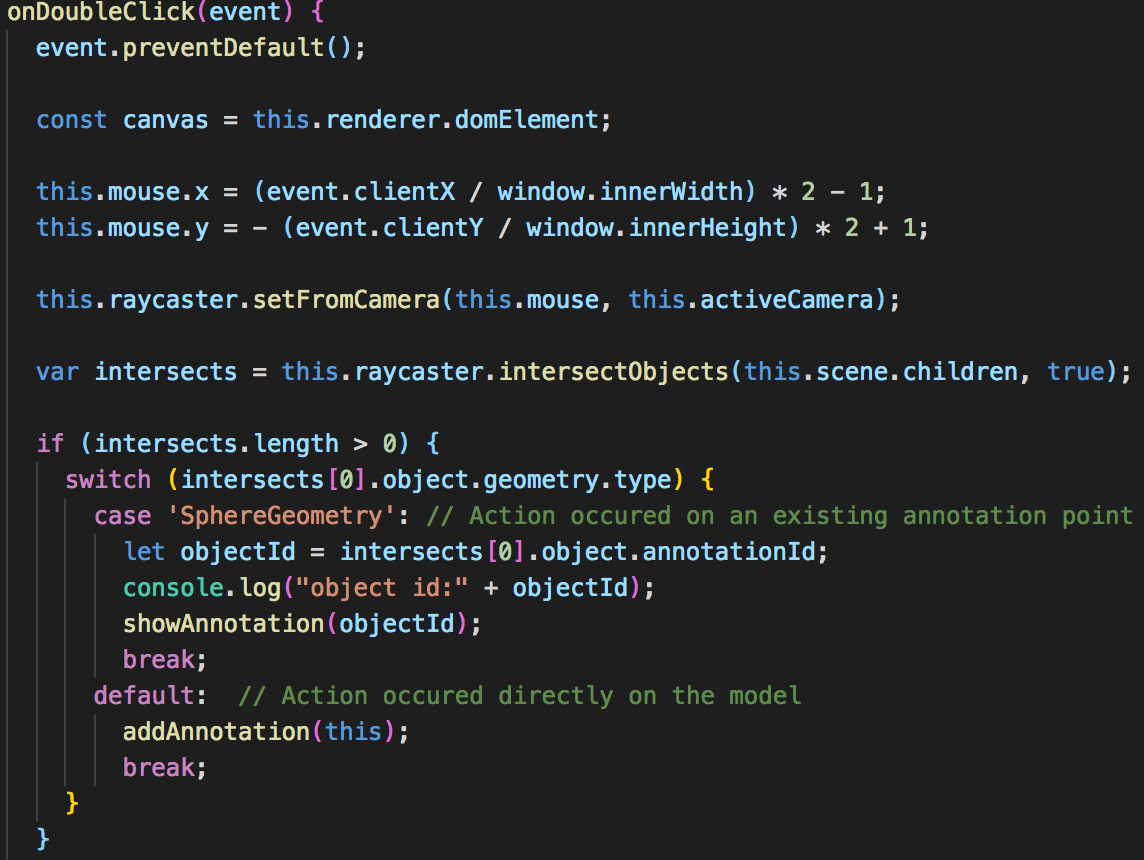 onDoubleClick(event) {
event.preventDefault();
const canvas = this.renderer.domElement;
this.mouse.x = (event.clientX / window.innerWidth) * 2 - 1;
this.mouse.y = - (event.clientY / window.innerHeight) * 2 + 1;
this.raycaster.setFromCamera(this.mouse, this.activeCamera);
var intersects = this.raycaster.intersectObjects(this.scene.children, true);
if (intersects.length > 0) {
switch (intersects[0].object.geometry.type) {
case 'SphereGeometry': // Action occured on an existing annotation point
let objectId = intersects[0].object.annotationId;
console.log("object id:" + objectId);
showAnnotation(objectId);
break;
default:  // Action occured directly on the model
addAnnotation(this);
break;
}
}